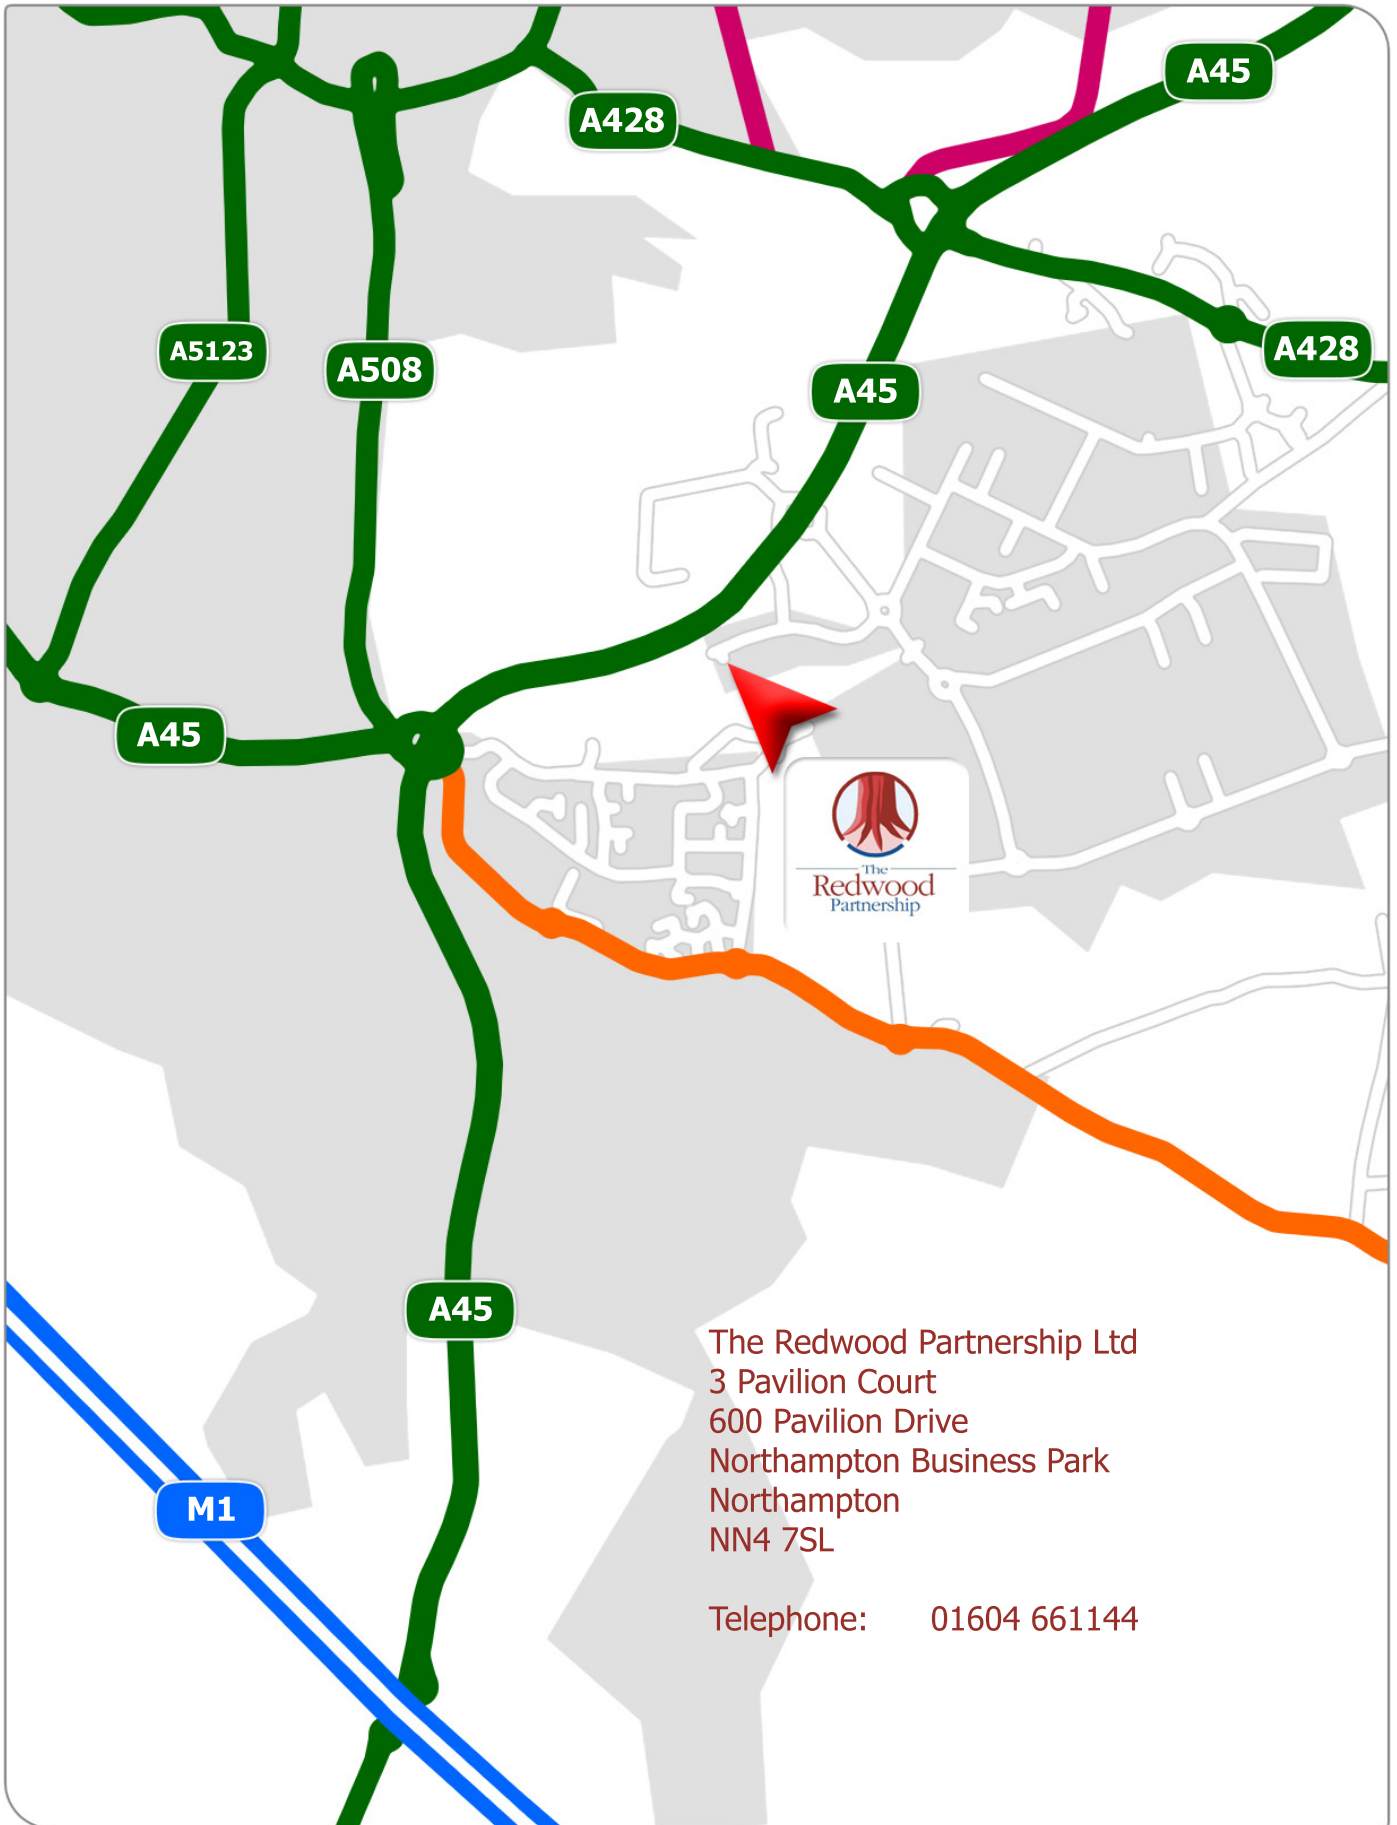 A45
A428
A5123
A508
A428
A45
A45
The
Redwood
Partnership
A45
The Redwood Partnership Ltd
3 Pavilion Court
600 Pavilion Drive
Northampton Business Park
Northampton
NN4 7SL
M1
Telephone: 01604 661144